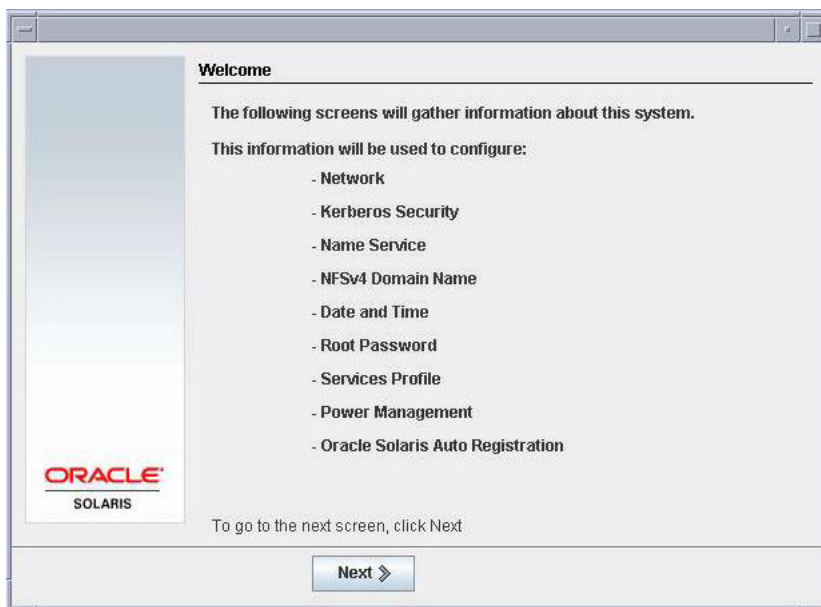 Welcome
The following screens will gather information about this system.
This information will be used to configure:
- Network
- Kerberos Security
- Name Service
- NFSv4 Domain Name
- Date and Time
- Root Password
- Services Profile
- Power Management
- Oracle Solaris Auto Registration
ORACLE
SOLARIS
To go to the next screen, click Next
Next